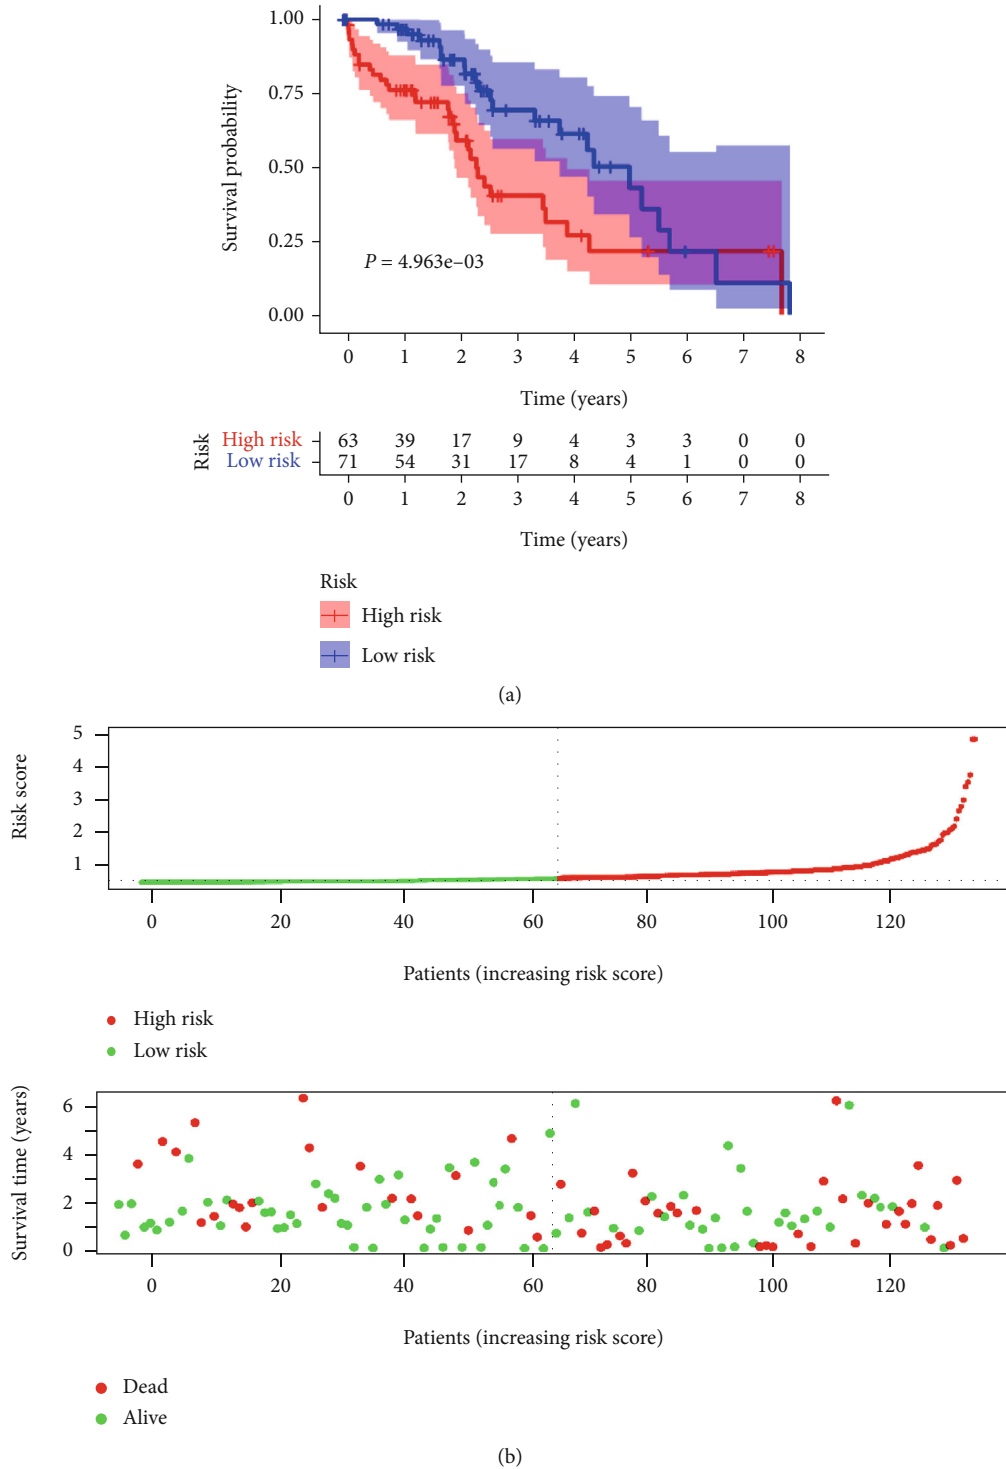 1.00
0.75
0.50
0.25
0.00
Survival probability
P = 4.963e–03
0 1 2 3 4 5 6 7 8
Time (years)
Risk
High risk 63 39 17 9 4 3 3 0 0
Low risk 71 54 31 17 8 4 1 0 0
0 1 2 3 4 5 6 7 8
Time (years)
Risk
High risk
Low risk
(a)
5
4
3
2
1
Risk score
0 20 40 60 80 100 120
Patients (increasing risk score)
High risk
Low risk
6
4
2
0
Survival time (years)
0 20 40 60 80 100 120
Patients (increasing risk score)
Dead
Alive
(b)